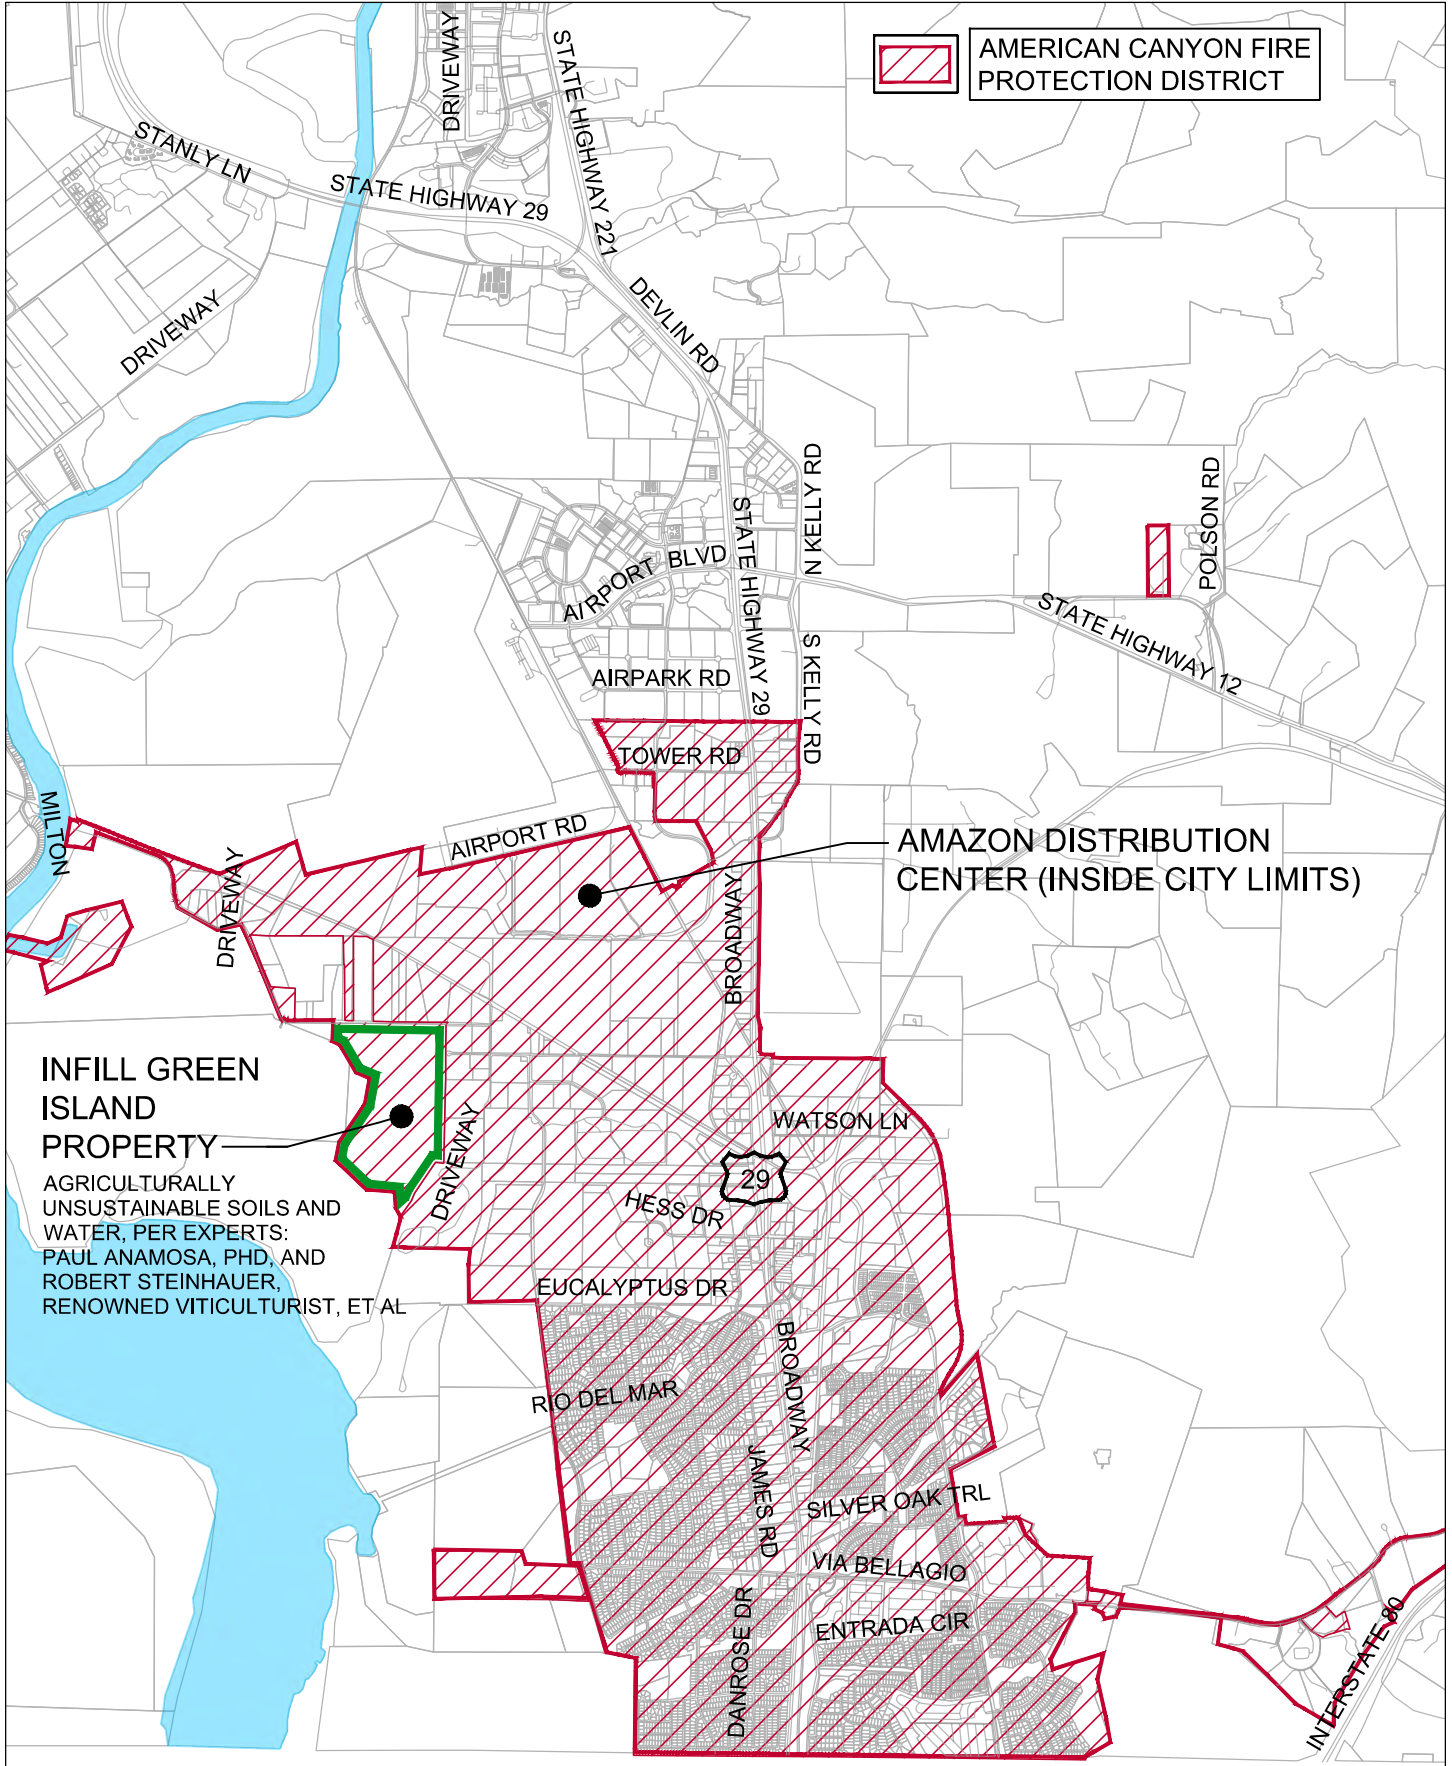 AMERICAN CANYON FIRE
PROTECTION DISTRICT
DRIVEWAY
STATE HIGHWAY 221
STANLY LN
STATE HIGHWAY 29
DRIVEWAY
DEVLIN RD
N KELLY RD
STATE HIGHWAY 29
POLSON RD
AIRPORT BLVD
STATE HIGHWAY 12
S KELLY RD
AIRPARK RD
TOWER RD
MILTON
AIRPORT RD
AMAZON DISTRIBUTION
CENTER (INSIDE CITY LIMITS)
DRIVEWAY
BROADWAY
INFILL GREEN
ISLAND
PROPERTY
AGRICULTURALLY
UNSUSTAINABLE SOILS AND
WATER, PER EXPERTS:
PAUL ANAMOSA, PHD, AND
ROBERT STEINHAUER,
RENOWNED VITICULTURIST, ET AL
DRIVEWAY
WATSON LN
29
HESS DR
EUCALYPTUS DR
BROADWAY
RIO DEL MAR
JAMES RD
SILVER OAK TRL
VIA BELLAGIO
DANROSE DR
ENTRADA CIR
INTERSTATE 80